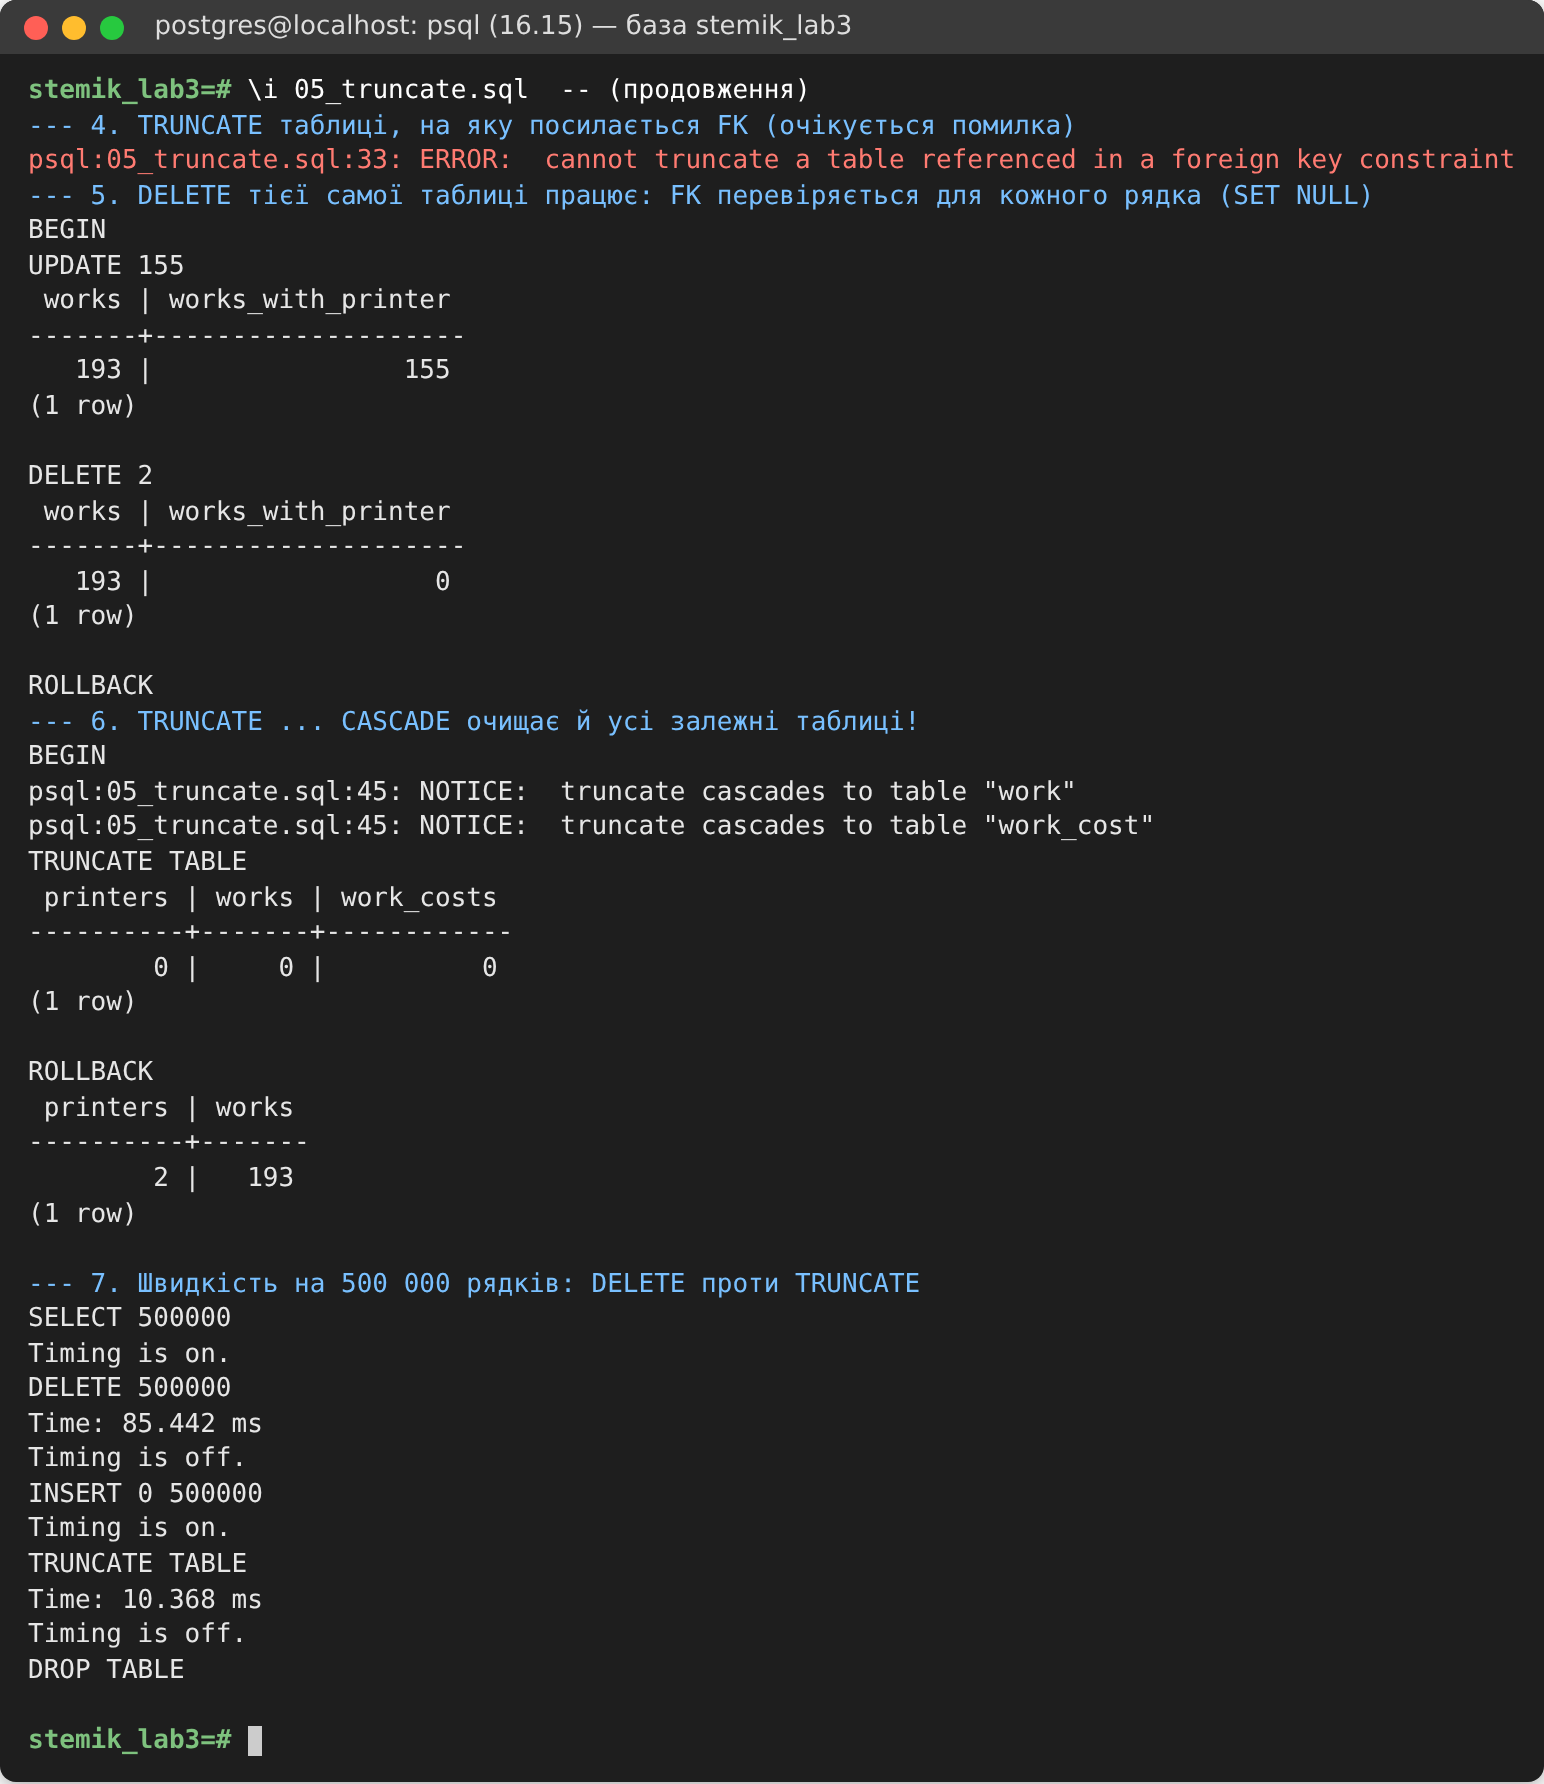 postgres@localhost: psql (16.15) — база stemik_lab3
stemik_lab3=# \i 05_truncate.sql  -- (продовження)
--- 4. TRUNCATE таблиці, на яку посилається FK (очікується помилка)
psql:05_truncate.sql:33: ERROR:  cannot truncate a table referenced in a foreign key constraint
--- 5. DELETE тієї самої таблиці працює: FK перевіряється для кожного рядка (SET NULL)
BEGIN
UPDATE 155
 works | works_with_printer
-------+--------------------
   193 |                155
(1 row)

DELETE 2
 works | works_with_printer
-------+--------------------
   193 |                  0
(1 row)

ROLLBACK
--- 6. TRUNCATE ... CASCADE очищає й усі залежні таблиці!
BEGIN
psql:05_truncate.sql:45: NOTICE:  truncate cascades to table "work"
psql:05_truncate.sql:45: NOTICE:  truncate cascades to table "work_cost"
TRUNCATE TABLE
 printers | works | work_costs
----------+-------+------------
        0 |     0 |          0
(1 row)

ROLLBACK
 printers | works
----------+-------
        2 |   193
(1 row)

--- 7. Швидкість на 500 000 рядків: DELETE проти TRUNCATE
SELECT 500000
Timing is on.
DELETE 500000
Time: 85.442 ms
Timing is off.
INSERT 0 500000
Timing is on.
TRUNCATE TABLE
Time: 10.368 ms
Timing is off.
DROP TABLE

stemik_lab3=#